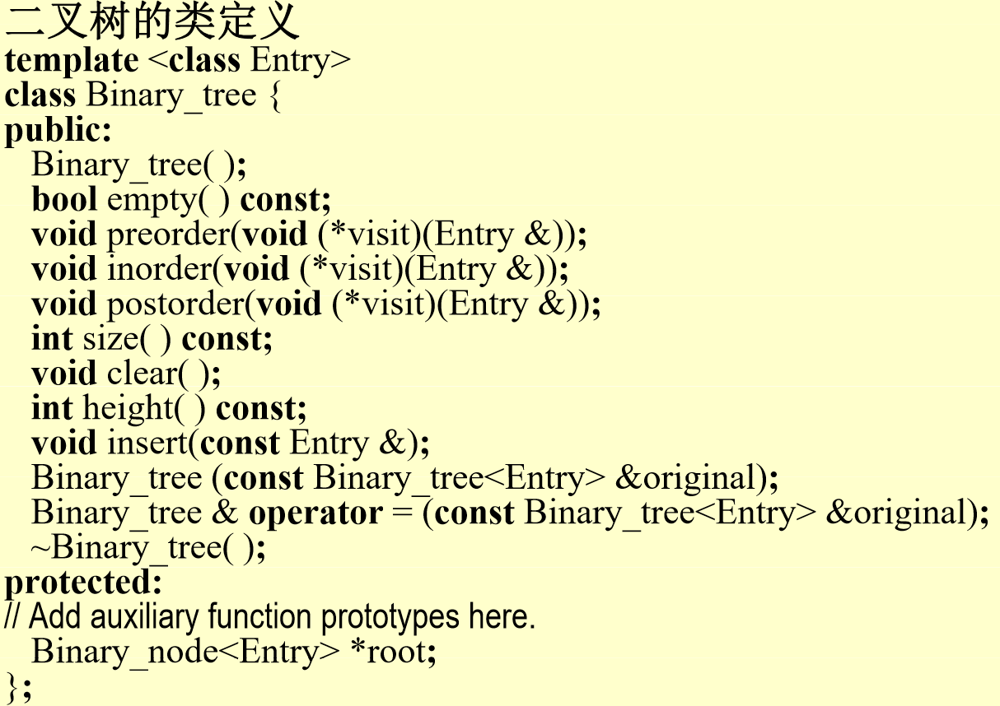 二叉树的类定义
template <class Entry>
class Binary_tree {
public:
Binary_tree( );
bool empty( ) const;
void preorder(void (*visit)(Entry &));
void inorder(void (*visit)(Entry &));
void postorder(void (*visit)(Entry &));
int size( ) const;
void clear( );
int height( ) const;
void insert(const Entry &);
Binary_tree (const Binary_tree<Entry> &original);
Binary_tree & operator = (const Binary_tree<Entry> &original);
~Binary_tree( );
protected:
// Add auxiliary function prototypes here.
Binary_node<Entry> *root;
};